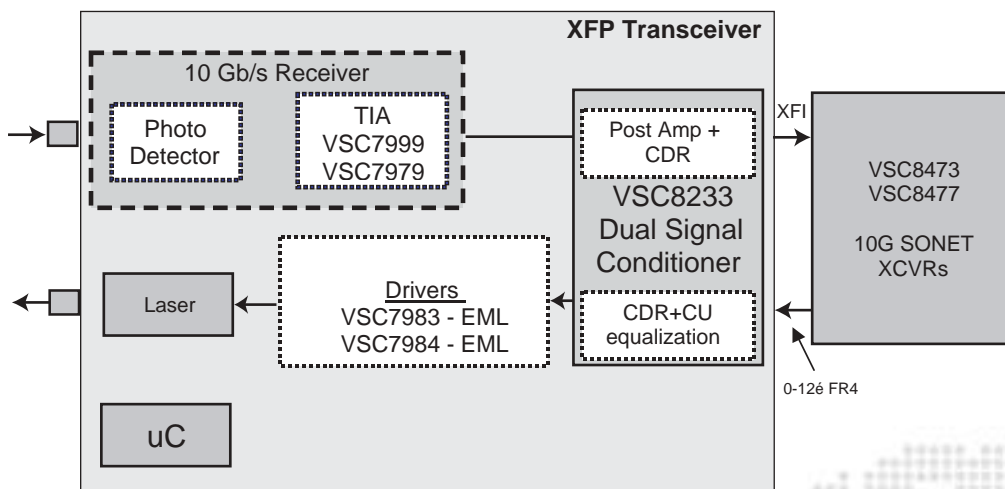 XFP Transceiver
10 Gb/s Receiver
Photo
Detector
TIA
VSC7999
VSC7979
Post Amp +
CDR
VSC8233
Dual Signal
Conditioner
CDR+CU
equalization
XFI
VSC8473
VSC8477
10G SONET
XCVRs
Laser
Drivers
VSC7983 - EML
VSC7984 - EML
0-12é FR4
uC